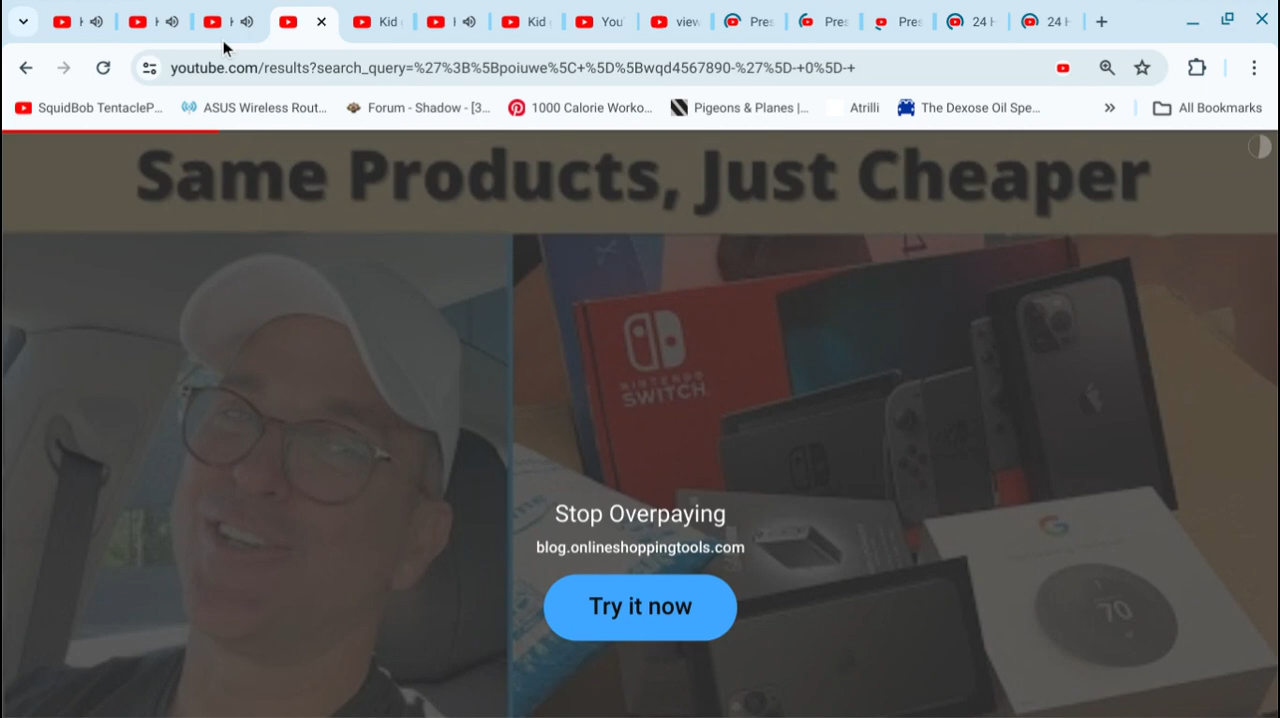 Kid
Kid
You
view
Pres
Pres
Pres
24 H
24 H
youtube.com/results?search_query=%27%3B%5Bpoiuwe%5C+%5D%5Bwqd4567890-%27%5D-+0%5D-+
SquidBob TentacleP...
ASUS Wireless Rout...
Forum - Shadow - [3...
1000 Calorie Worko...
Pigeons & Planes |...
Atrilli
The Dexose Oil Spe...
All Bookmarks
Same Products, Just Cheaper
NINTENDO
SWITCH
70
Stop Overpaying
blog.onlineshoppingtools.com
Try it now